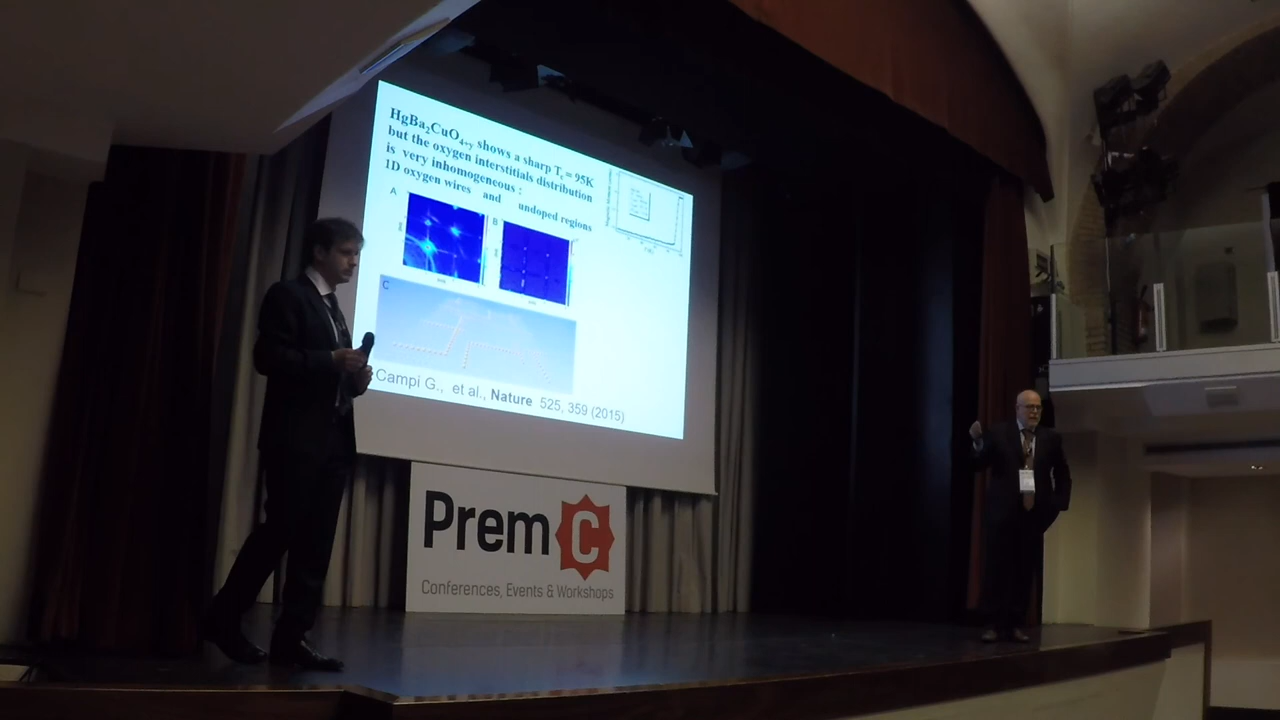 HgBa₂CuO₄₊y shows a sharp Tc = 95K
but the oxygen interstitials distribution
is very inhomogeneous :
1D oxygen wires and undoped regions
A
B
C
Campi G., et al., Nature 525, 359 (2015)
Prem C
Conferences, Events & Workshops